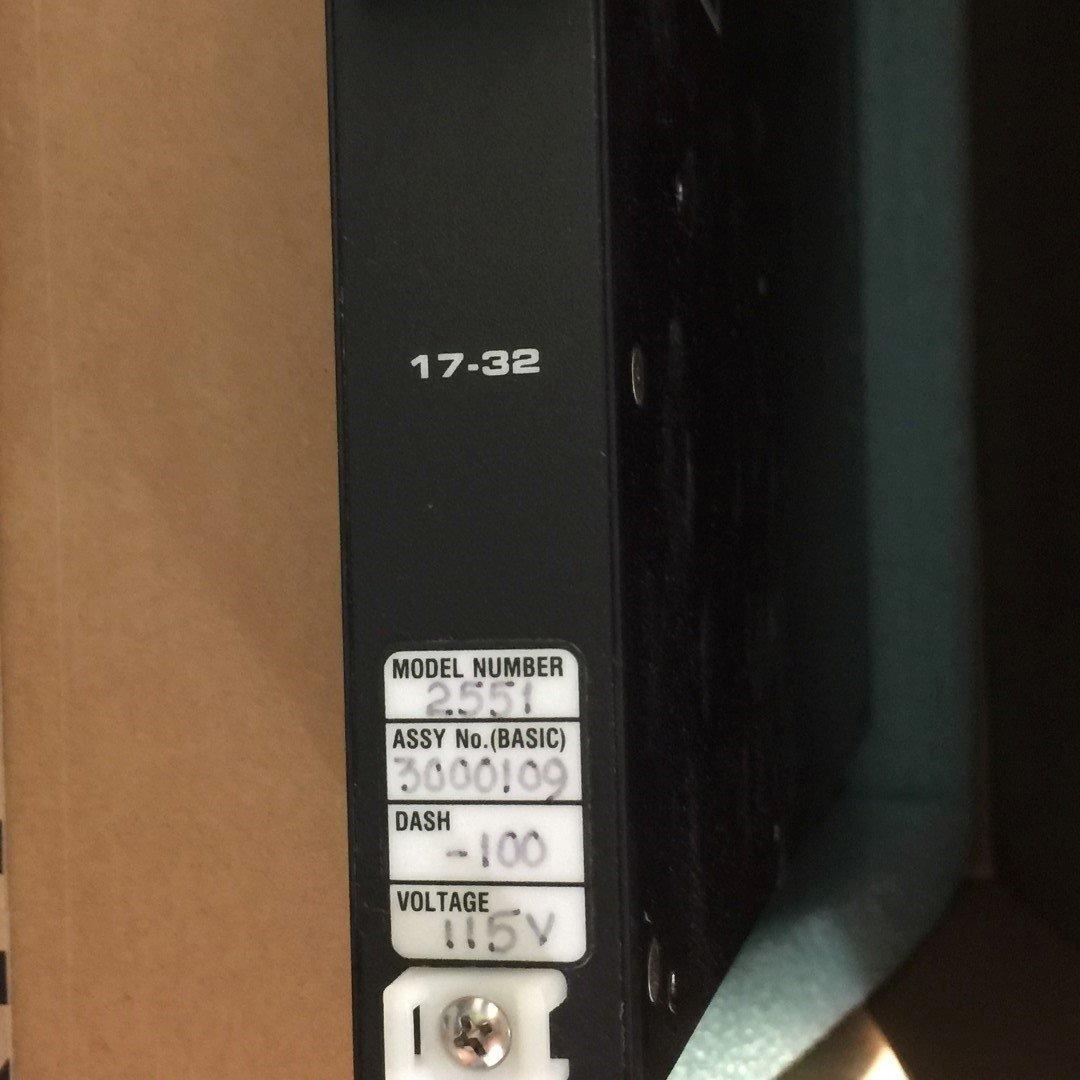 17-32
MODEL NUMBER
2551
ASSY No.(BASIC)
3000109
DASH
-100
VOLTAGE
115V